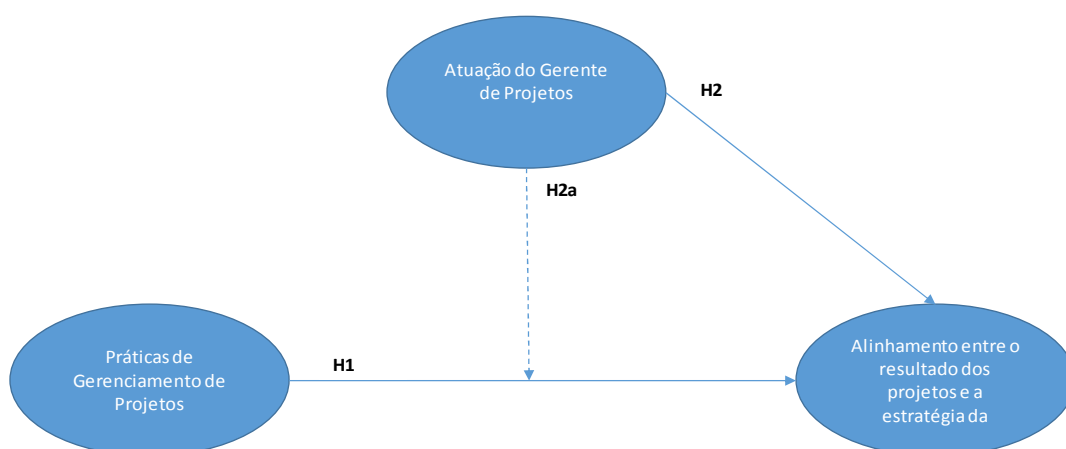 Atuação do Gerente
de Projetos
H2
H2a
Práticas de
Gerenciamento de
Projetos
H1
Alinhamento entre o
resultado dos
projetos e a
estratégia da